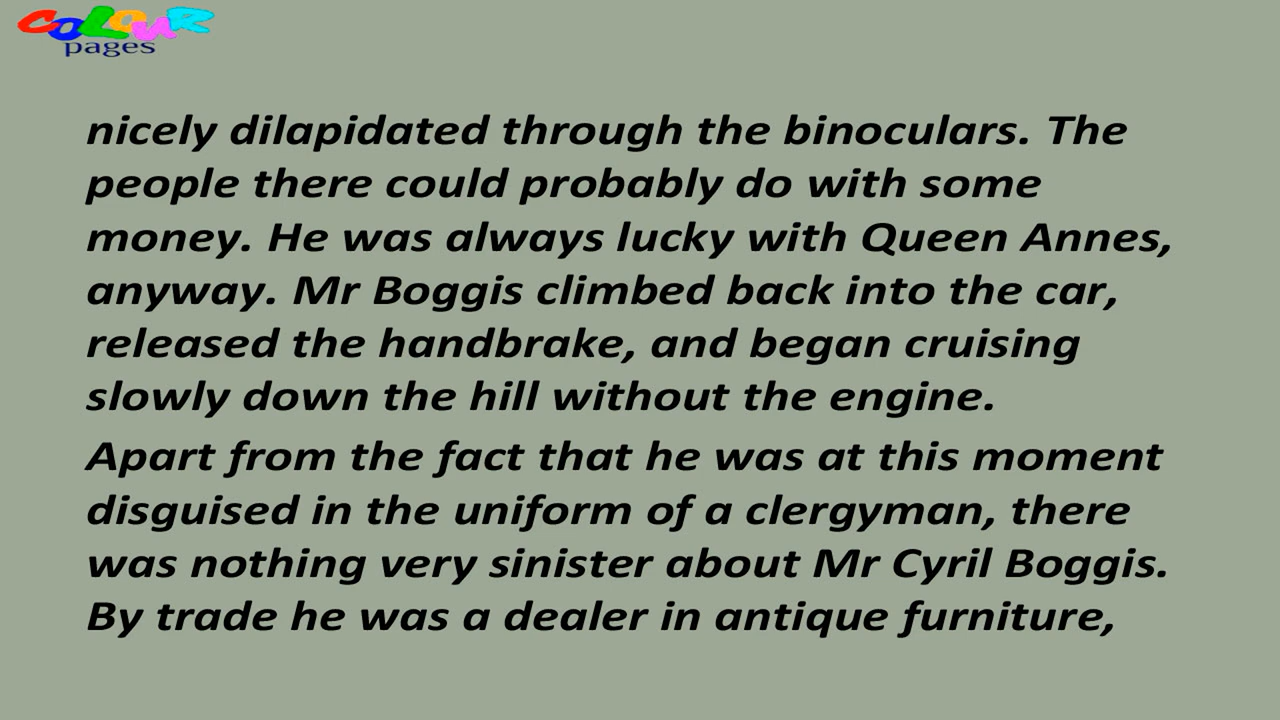 COLOUR
pages
nicely dilapidated through the binoculars. The
people there could probably do with some
money. He was always lucky with Queen Annes,
anyway. Mr Boggis climbed back into the car,
released the handbrake, and began cruising
slowly down the hill without the engine.
Apart from the fact that he was at this moment
disguised in the uniform of a clergyman, there
was nothing very sinister about Mr Cyril Boggis.
By trade he was a dealer in antique furniture,